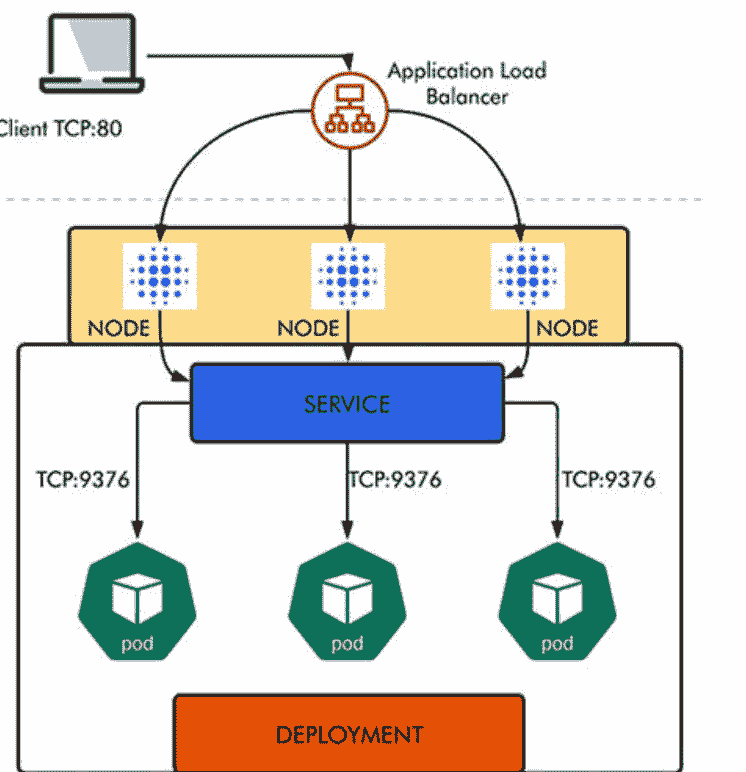 Application Load
Balancer
Client TCP:80
NODE
NODE
NODE
SERVICE
TCP:9376
TCP:9376
TCP:9376
pod
pod
pod
DEPLOYMENT